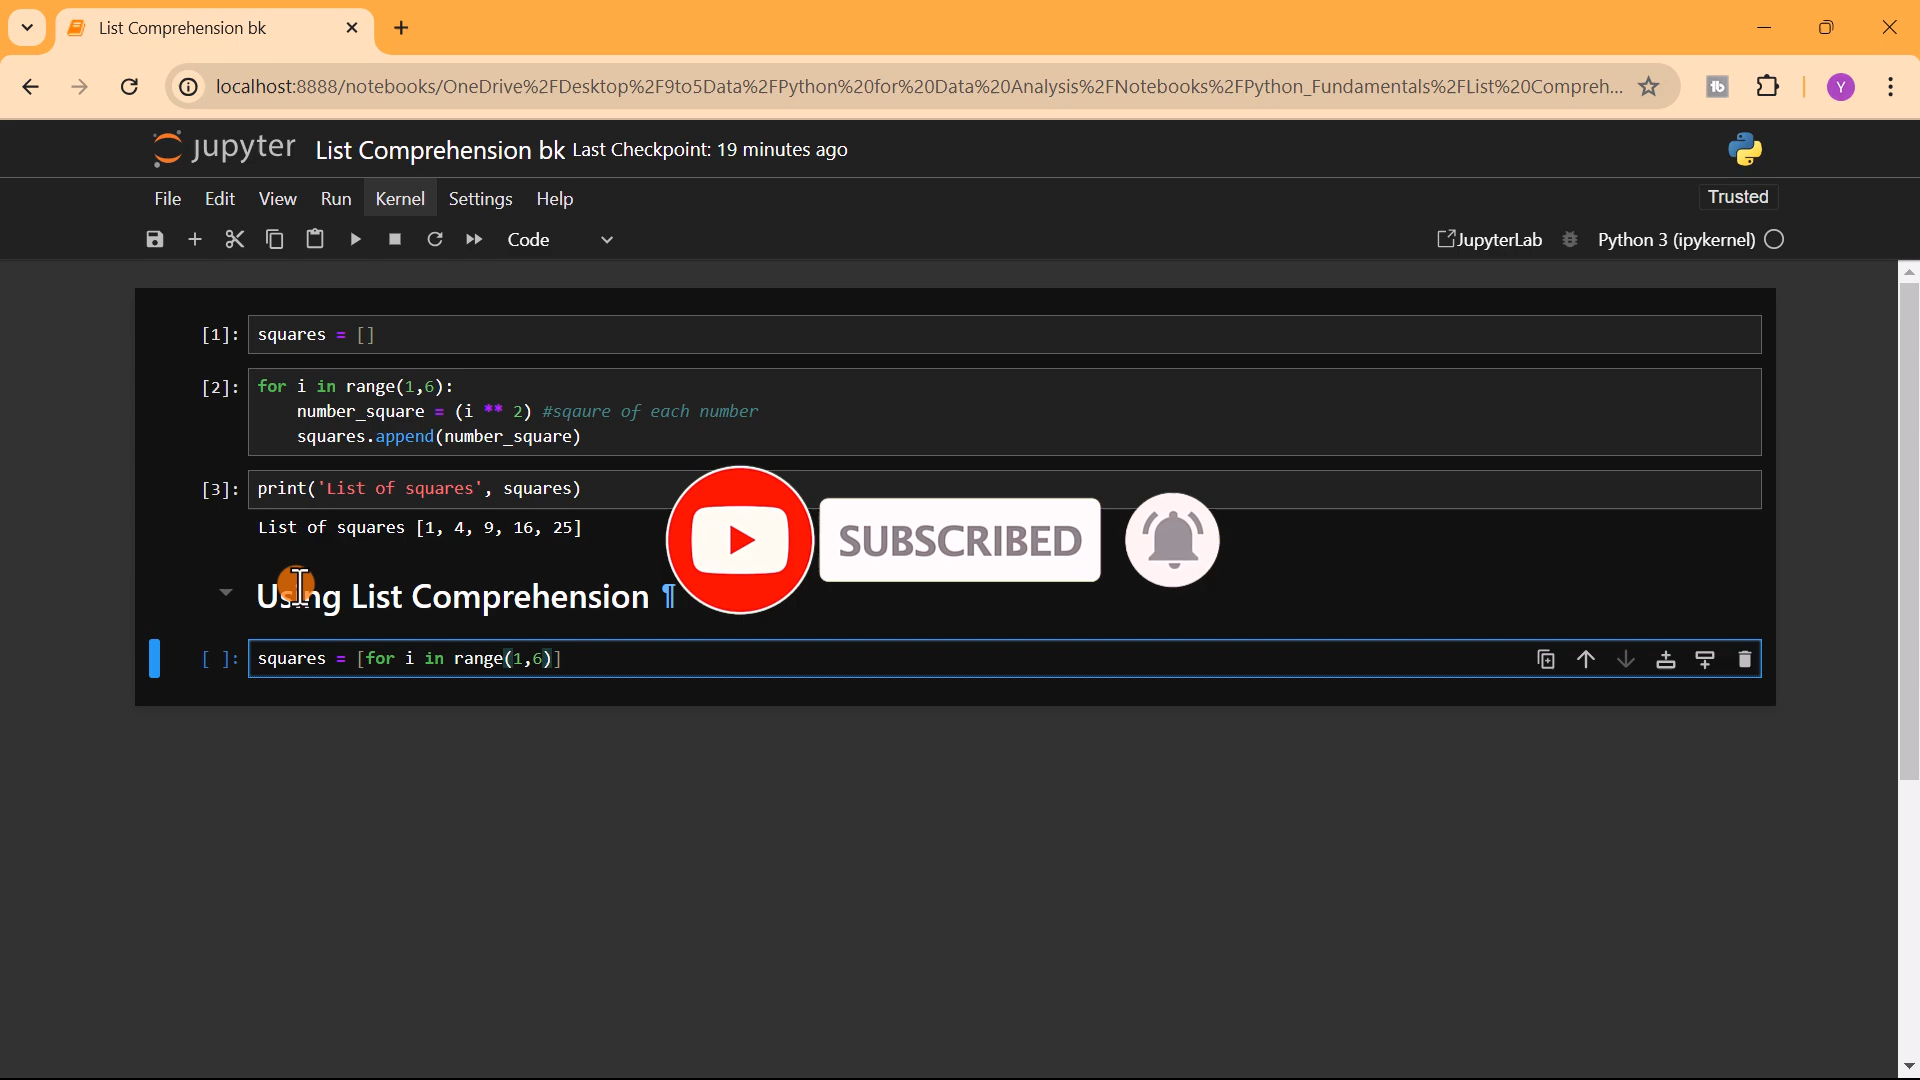 List Comprehension bk
localhost:8888/notebooks/OneDrive%2FDesktop%2F9to5Data%2FPython%20for%20Data%20Analysis%2FNotebooks%2FPython_Fundamentals%2FList%20Compreh...
tb
Y
jupyter List Comprehension bk Last Checkpoint: 19 minutes ago
File Edit View Run Kernel Settings Help
Trusted
Code
JupyterLab Python 3 (ipykernel)
[1]: squares = []
[2]: for i in range(1,6):
number_square = (i ** 2) #sqaure of each number
squares.append(number_square)
[3]: print('List of squares', squares)
List of squares [1, 4, 9, 16, 25]
SUBSCRIBED
Using List Comprehension ¶
[ ]: squares = [for i in range(1,6)]